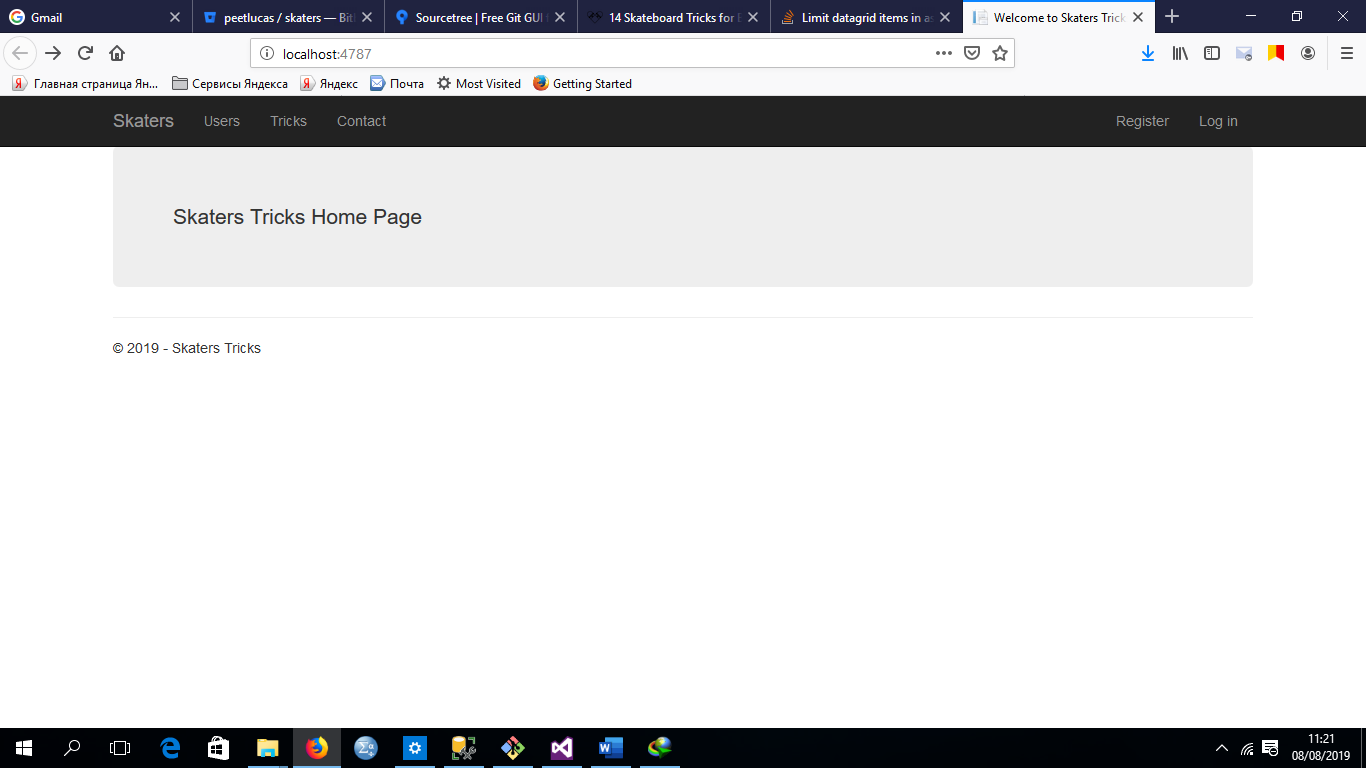 Gmail
peetlucas / skaters — Bit
Sourcetree | Free Git GUI
14 Skateboard Tricks for
Limit datagrid items in as
Welcome to Skaters Trick
localhost:4787
Главная страница Ян...
Сервисы Яндекса
Яндекс
Почта
Most Visited
Getting Started
Skaters
Users
Tricks
Contact
Register
Log in
Skaters Tricks Home Page
© 2019 - Skaters Tricks
11:21
08/08/2019